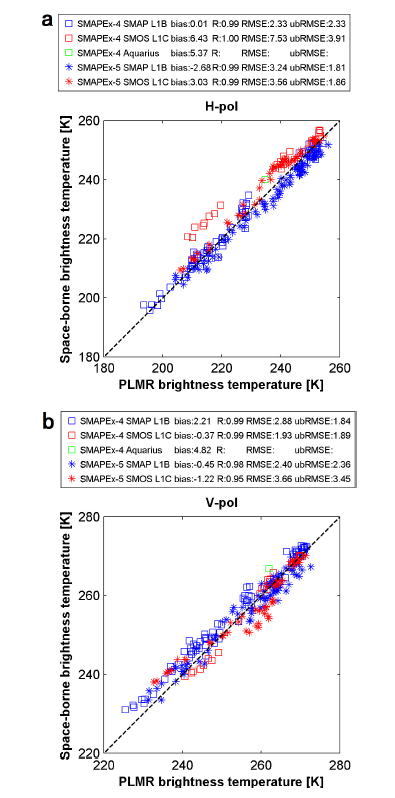 a
SMAPEx-4 SMAP L1B bias:0.01 R:0.99 RMSE:2.33 ubRMSE:2.33
SMAPEx-4 SMOS L1C bias:6.43 R:1.00 RMSE:7.53 ubRMSE:3.91
SMAPEx-4 Aquarius bias:5.37 R: RMSE: ubRMSE:
SMAPEx-5 SMAP L1B bias:-2.68 R:0.99 RMSE:3.24 ubRMSE:1.81
SMAPEx-5 SMOS L1C bias:3.03 R:0.99 RMSE:3.56 ubRMSE:1.86
H-pol
Space-borne brightness temperature [K]
260
240
220
200
180
180 200 220 240 260
PLMR brightness temperature [K]
b
SMAPEx-4 SMAP L1B bias:2.21 R:0.99 RMSE:2.88 ubRMSE:1.84
SMAPEx-4 SMOS L1C bias:-0.37 R:0.99 RMSE:1.93 ubRMSE:1.89
SMAPEx-4 Aquarius bias:4.82 R: RMSE: ubRMSE:
SMAPEx-5 SMAP L1B bias:-0.45 R:0.98 RMSE:2.40 ubRMSE:2.36
SMAPEx-5 SMOS L1C bias:-1.22 R:0.95 RMSE:3.66 ubRMSE:3.45
V-pol
Space-borne brightness temperature [K]
280
260
240
220
220 240 260 280
PLMR brightness temperature [K]